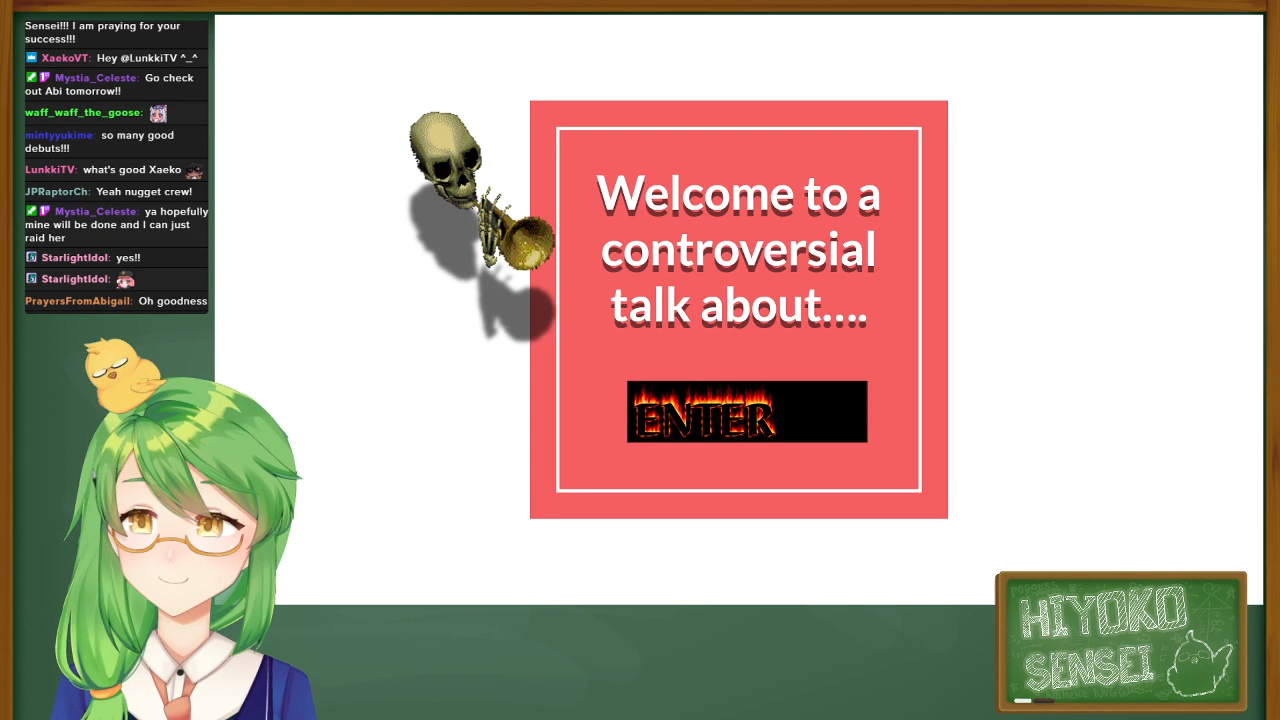 Sensei!!! I am praying for your
success!!!
XaekoVT: Hey @LunkkiTV ^_^
Mystia_Celeste: Go check
out Abi tomorrow!!
waff_waff_the_goose:
mintyyukime: so many good
debuts!!!
LunkkiTV: what's good Xaeko
JPRaptorCh: Yeah nugget crew!
Mystia_Celeste: ya hopefully
mine will be done and I can just
raid her
StarlightIdol: yes!!
StarlightIdol:
PrayersFromAbigail: Oh goodness
Welcome to a
controversial
talk about....
ENTER
HIYOKO
SENSEI